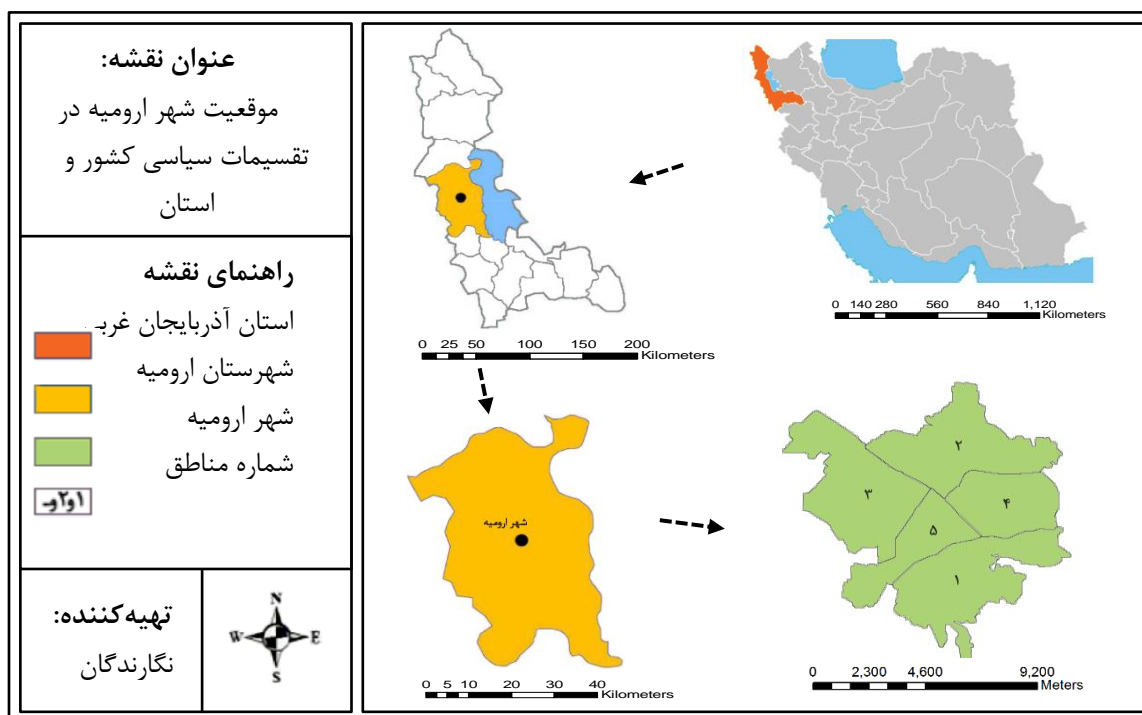 عنوان نقشه:
موقعیت شهر ارومیه در
تقسیمات سیاسی کشور و
استان
راهنمای نقشه
استان آذربایجان غربـ
شهرستان ارومیه
شهر ارومیه
شماره مناطق
۱و۲و...
تهیه‌کننده:
نگارندگان
N
W E
S
0 25 50 100 150 200
Kilometers
0 140 280 560 840 1,120
Kilometers
شهر ارومیه
0 5 10 20 30 40
Kilometers
۲
۳
۴
۵
۱
0 2,300 4,600 9,200
Meters